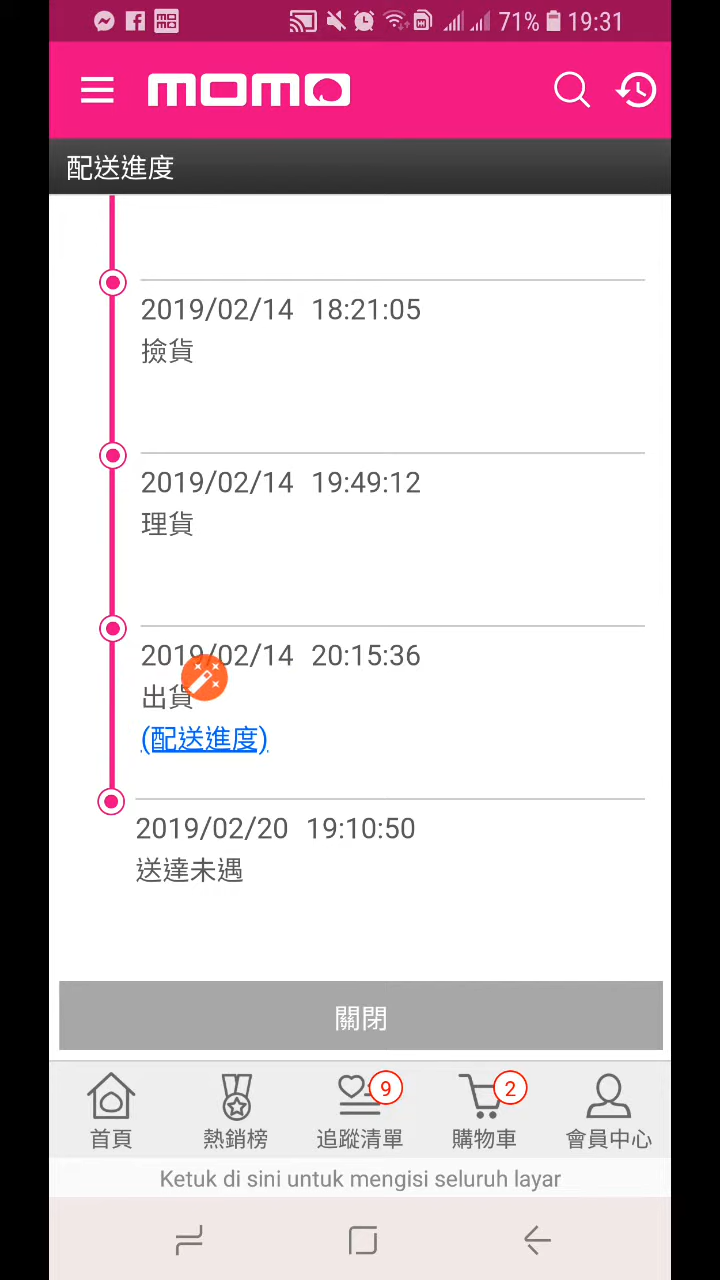 71% 19:31
momo
配送進度
2019/02/14 18:21:05
撿貨
2019/02/14 19:49:12
理貨
2019/02/14 20:15:36
出貨
(配送進度)
2019/02/20 19:10:50
送達未遇
關閉
9
2
首頁 熱銷榜 追蹤清單 購物車 會員中心
Ketuk di sini untuk mengisi seluruh layar